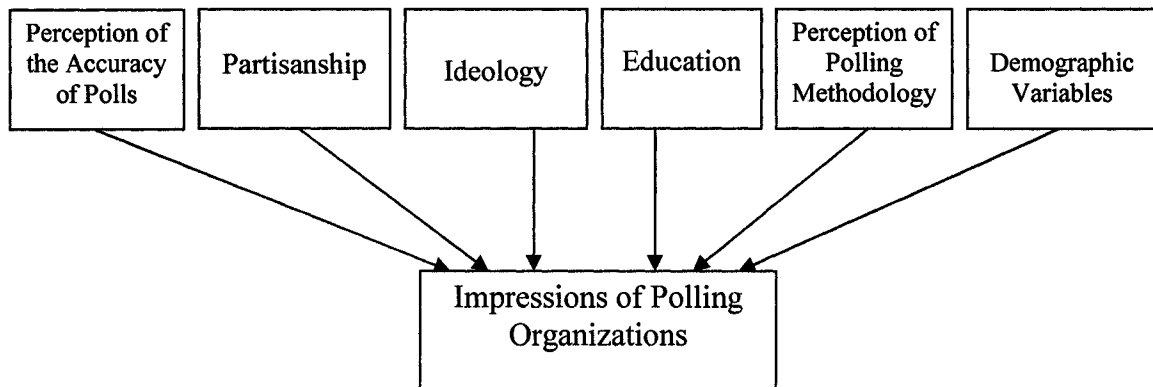 Perception of
the Accuracy
of Polls
Partisanship
Ideology
Education
Perception of
Polling
Methodology
Demographic
Variables
Impressions of Polling
Organizations